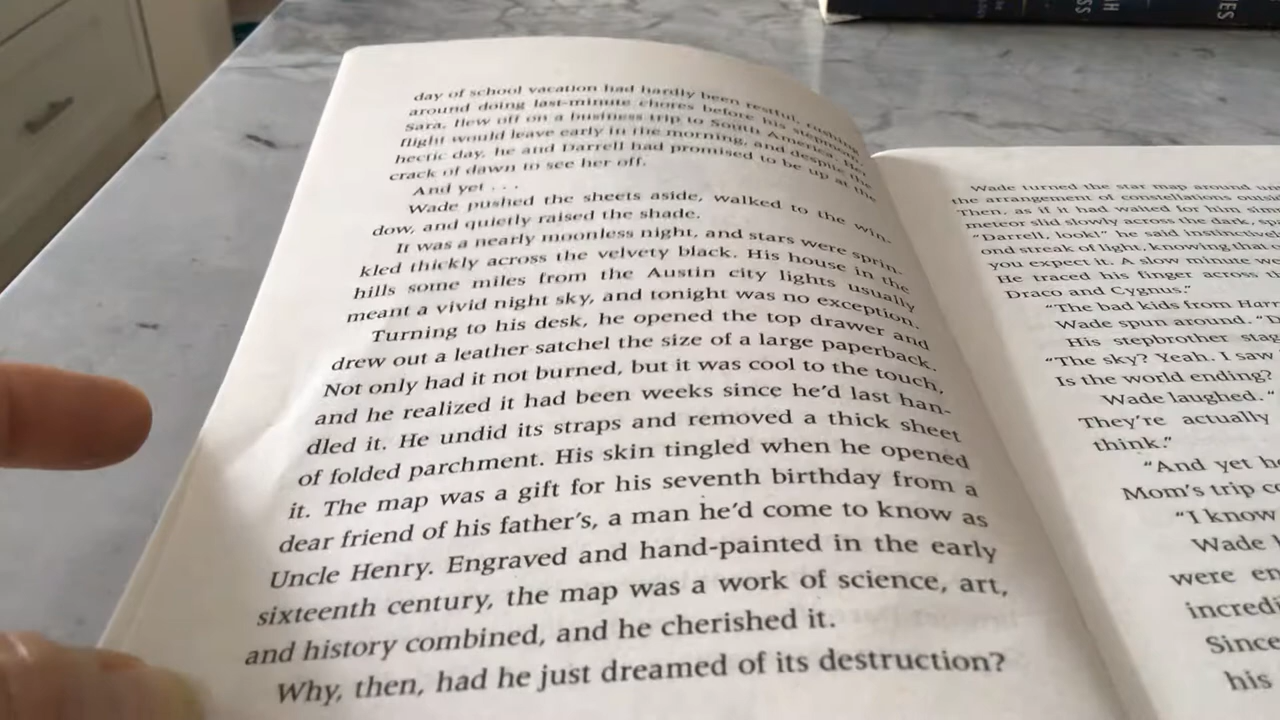 day of school vacation had hardly been restful, rushing
around doing last-minute chores before his stepmom,
Sara, flew off on a business trip to South America. Her
flight would leave early in the morning, and despite the
hectic day, he and Darrell had promised to be up at the
crack of dawn to see her off.
And yet . . .
Wade pushed the sheets aside, walked to the win-
dow, and quietly raised the shade.
It was a nearly moonless night, and stars were sprin-
kled thickly across the velvety black. His house in the
hills some miles from the Austin city lights usually
meant a vivid night sky, and tonight was no exception.
Turning to his desk, he opened the top drawer and
drew out a leather satchel the size of a large paperback.
Not only had it not burned, but it was cool to the touch,
and he realized it had been weeks since he'd last han-
dled it. He undid its straps and removed a thick sheet
of folded parchment. His skin tingled when he opened
it. The map was a gift for his seventh birthday from a
dear friend of his father's, a man he'd come to know as
Uncle Henry. Engraved and hand-painted in the early
sixteenth century, the map was a work of science, art,
and history combined, and he cherished it.
Why, then, had he just dreamed of its destruction?
Wade turned the star map around
the arrangement of constellations
Then, as if it had waited for him
meteor slid slowly across the dark,
"Darrell, look!" he said
ond streak of light, knowing that
you expect it. A slow minute
He traced his finger across
Draco and Cygnus."
"The bad kids from
Wade spun around.
His stepbrother
"The sky? Yeah. I saw
Is the world ending?
Wade laughed. "
They're actually
think."
"And yet
Mom's trip
"I know
Wade
were
Since
his